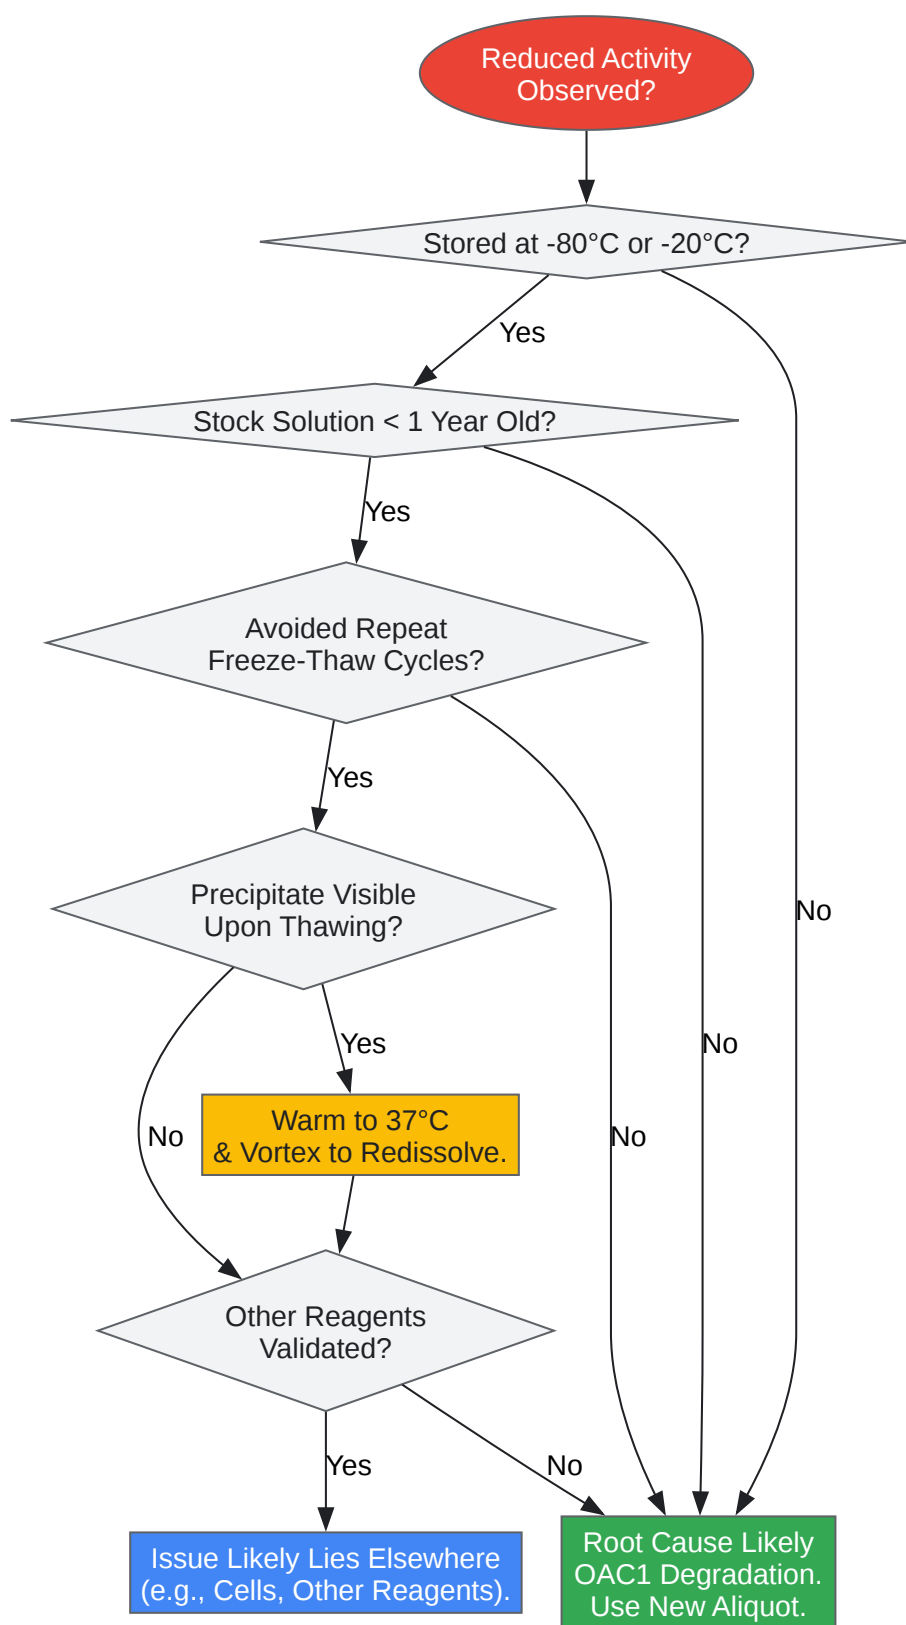 Reduced Activity
Observed?
Stored at -80°C or -20°C?
Yes
Stock Solution < 1 Year Old?
Yes
Avoided Repeat
Freeze-Thaw Cycles?
Yes
Precipitate Visible
Upon Thawing?
No
Yes
No
Warm to 37°C
& Vortex to Redissolve.
No
No
Other Reagents
Validated?
Yes
No
Issue Likely Lies Elsewhere
(e.g., Cells, Other Reagents).
Root Cause Likely
OAC1 Degradation.
Use New Aliquot.